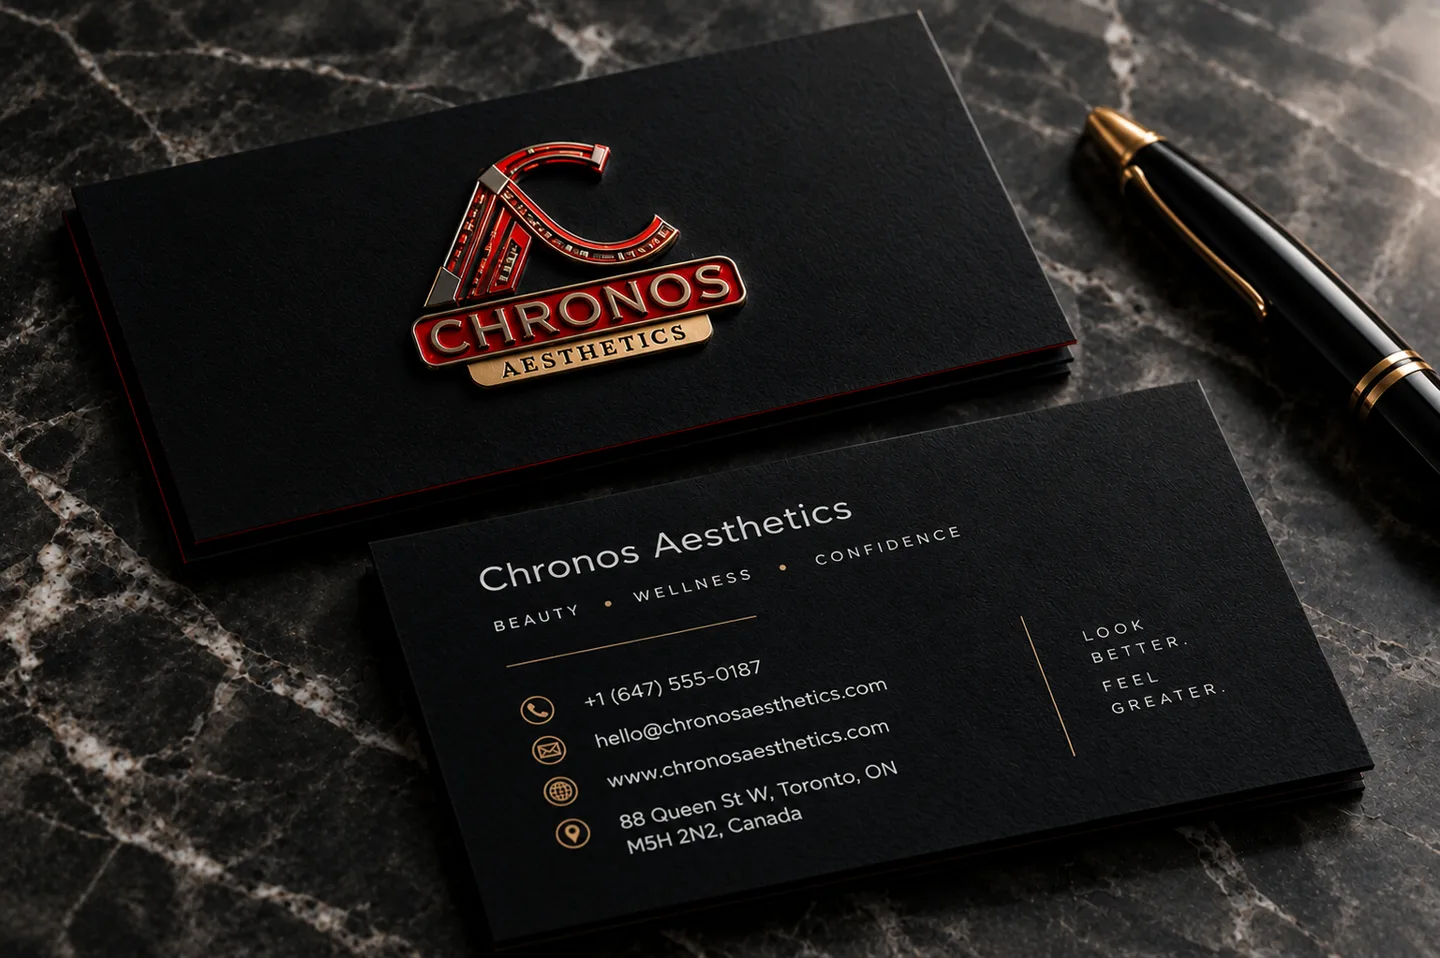 CHRONOS
AESTHETICS
Chronos Aesthetics
BEAUTY • WELLNESS • CONFIDENCE
+1 (647) 555-0187
hello@chronosaesthetics.com
www.chronosaesthetics.com
88 Queen St W, Toronto, ON
M5H 2N2, Canada
LOOK
BETTER.
FEEL
GREATER.